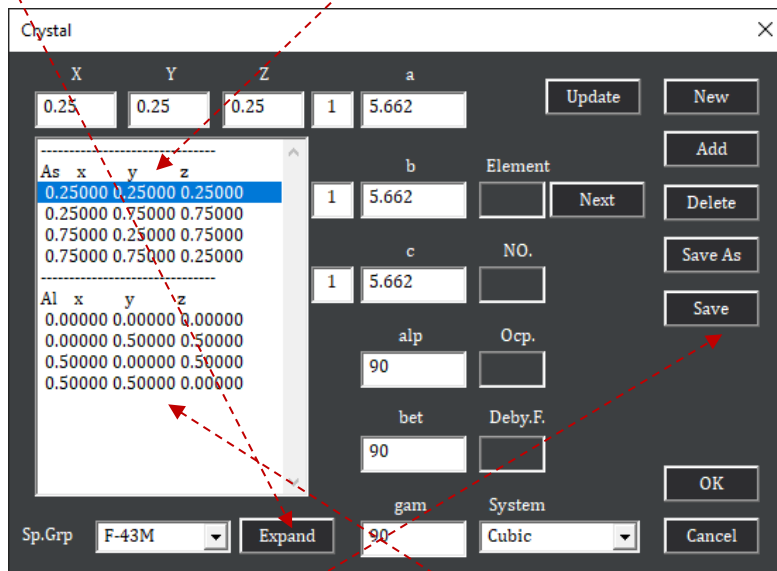 Crystal
X Y Z a
0.25 0.25 0.25 1 5.662 Update New
Add
--------------------------------
As x y z
0.25000 0.25000 0.25000
0.25000 0.75000 0.75000
0.75000 0.25000 0.75000
0.75000 0.75000 0.25000
--------------------------------
Al x y z
0.00000 0.00000 0.00000
0.00000 0.50000 0.50000
0.50000 0.00000 0.50000
0.50000 0.50000 0.00000
b Element
1 5.662 Next Delete
c NO. Save As
1 5.662 Save
alp Ocp.
90
bet Deby.F.
90
OK
gam System
Sp.Grp F-43M Expand 90 Cubic Cancel